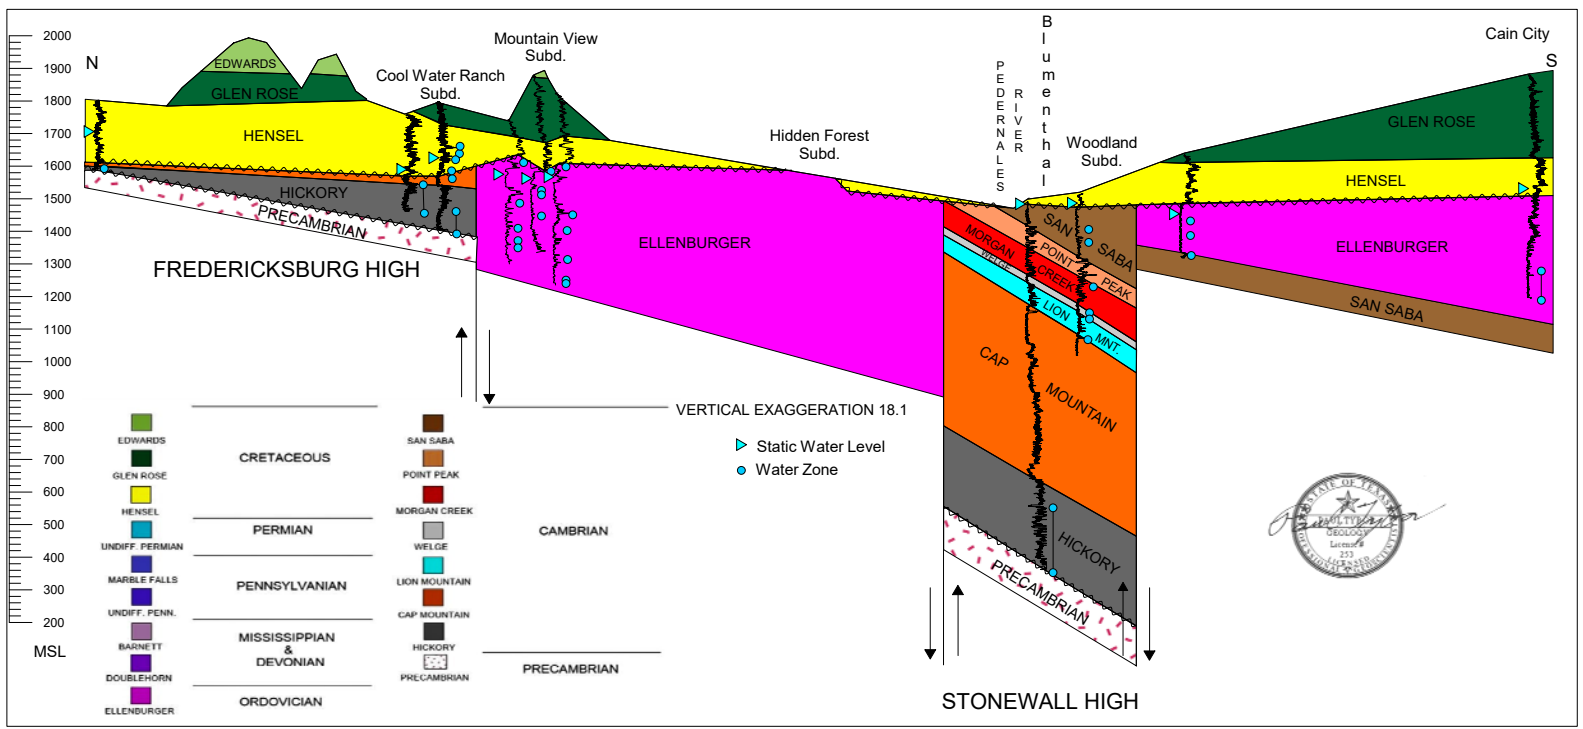 2000
1900
1800
1700
1600
1500
1400
1300
1200
1100
1000
900
800
700
600
500
400
300
200
MSL
N
EDWARDS
GLEN ROSE
HENSEL
HICKORY
PRECAMBRIAN
FREDERICKSBURG HIGH
Cool Water Ranch
Subd.
Mountain View
Subd.
ELLENBURGER
Hidden Forest
Subd.
PEDERNALES
RIVER
Blumenthal
Woodland
Subd.
Cain City
S
GLEN ROSE
HENSEL
ELLENBURGER
SAN SABA
SAN SABA
POINT PEAK
MORGAN CREEK
WELGE
LION MNT.
CAP MOUNTAIN
HICKORY
PRECAMBRIAN
STONEWALL HIGH
VERTICAL EXAGGERATION 18.1
Static Water Level
Water Zone
EDWARDS
GLEN ROSE
HENSEL
CRETACEOUS
UNDIFF. PERMIAN
PERMIAN
MARBLE FALLS
UNDIFF. PENN.
PENNSYLVANIAN
BARNETT
DOUBLEHORN
MISSISSIPPIAN
&
DEVONIAN
ELLENBURGER
ORDOVICIAN
SAN SABA
POINT PEAK
MORGAN CREEK
WELGE
LION MOUNTAIN
CAP MOUNTAIN
HICKORY
CAMBRIAN
PRECAMBRIAN
PRECAMBRIAN
STATE OF TEXAS
GEOLOGY
License #
253
LICENSED
PROFESSIONAL GEOSCIENTIST